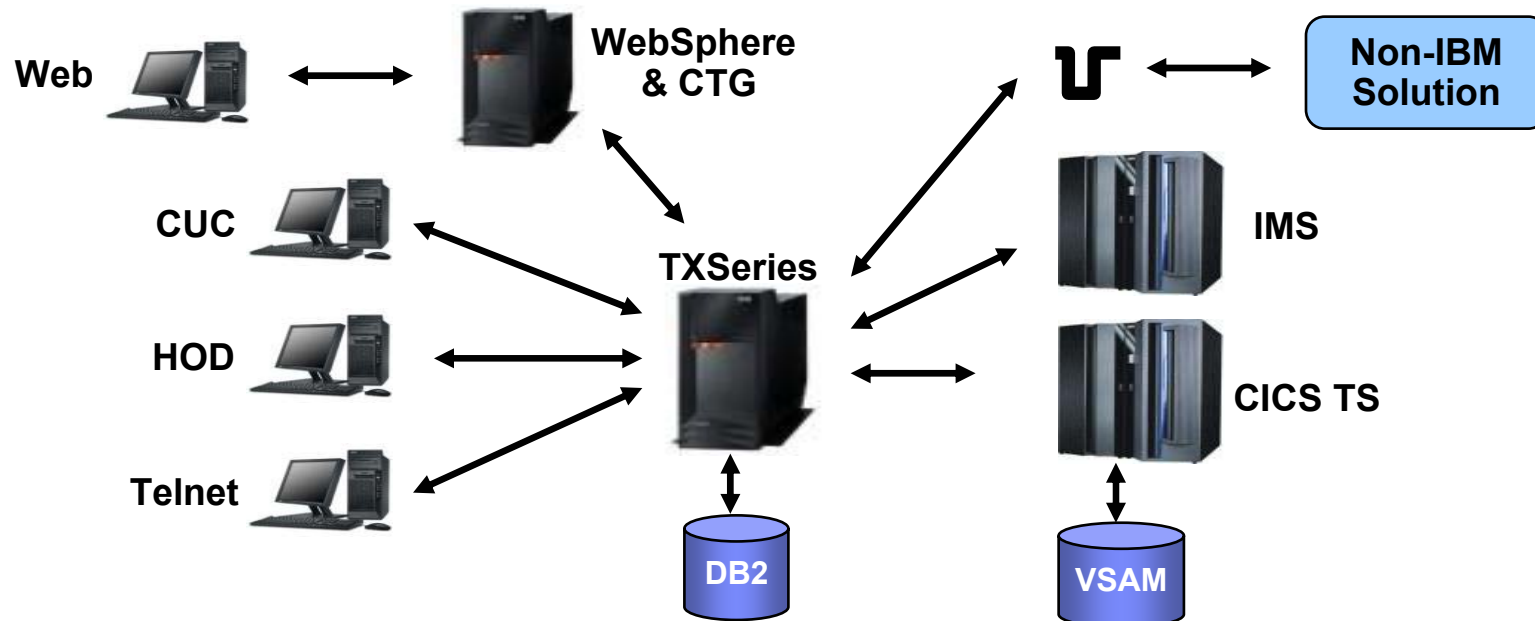 Web
WebSphere
& CTG
Non-IBM
Solution
CUC
IMS
TXSeries
HOD
CICS TS
Telnet
DB2
VSAM